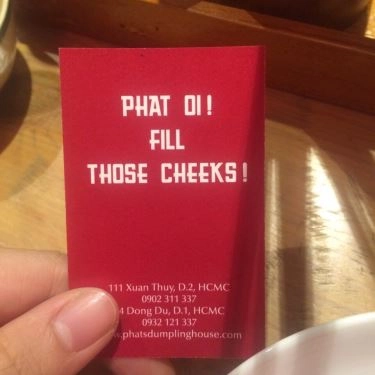 PHAT OI!
FILL
THOSE CHEEKS!
111 Xuan Thuy, D.2, HCMC
0902 311 337
4 Dong Du, D.1, HCMC
0932 121 337
www.phatsdumplinghouse.com